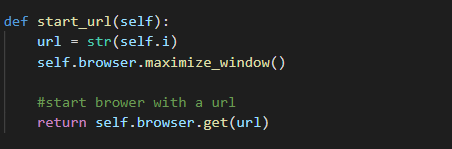 def start_url(self):
    url = str(self.i)
    self.browser.maximize_window()
    #start brower with a url
    return self.browser.get(url)